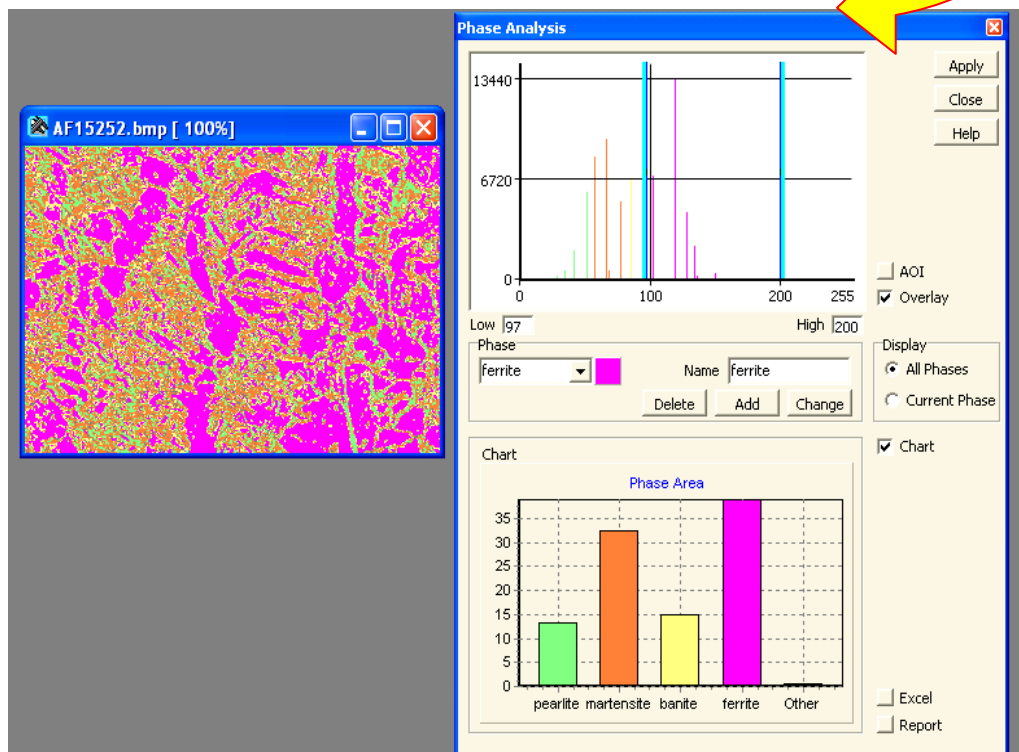 Phase Analysis
AF15252.bmp [ 100%]
13440
6720
0
0 100 200 255
Low 97 High 200
Apply
Close
Help
AOI
Overlay
Phase
ferrite Name ferrite
Delete Add Change
Display
All Phases
Current Phase
Chart
Chart
Phase Area
35
30
25
20
15
10
5
0
pearlite martensite banite ferrite Other
Excel
Report